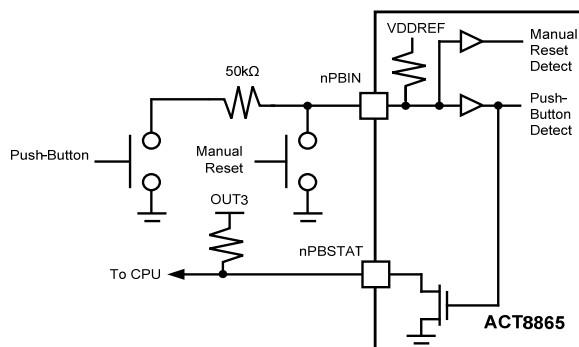 VDDREF
Manual
Reset
Detect
50kΩ
nPBIN
Push-
Button
Detect
Push-Button
Manual
Reset
OUT3
nPBSTAT
To CPU
ACT8865